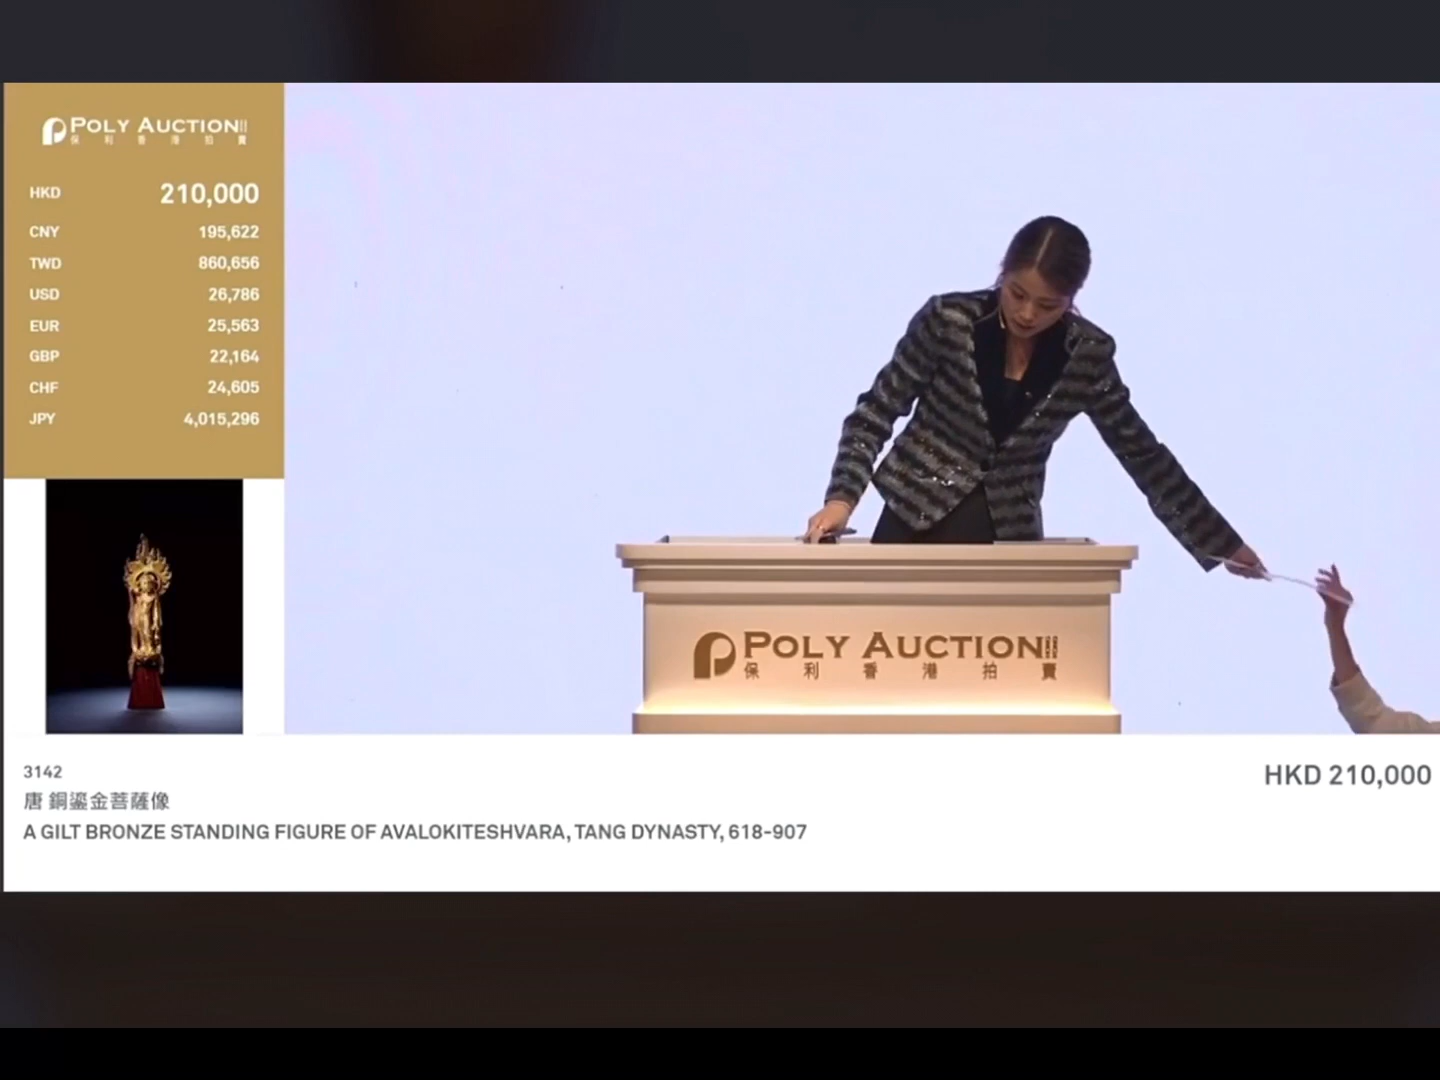 POLY AUCTION
保利香港拍賣
HKD 210,000
CNY 195,622
TWD 860,656
USD 26,786
EUR 25,563
GBP 22,164
CHF 24,605
JPY 4,015,296
POLY AUCTION
保利香港拍賣
3142
HKD 210,000
唐 銅鎏金菩薩像
A GILT BRONZE STANDING FIGURE OF AVALOKITESHVARA, TANG DYNASTY, 618-907